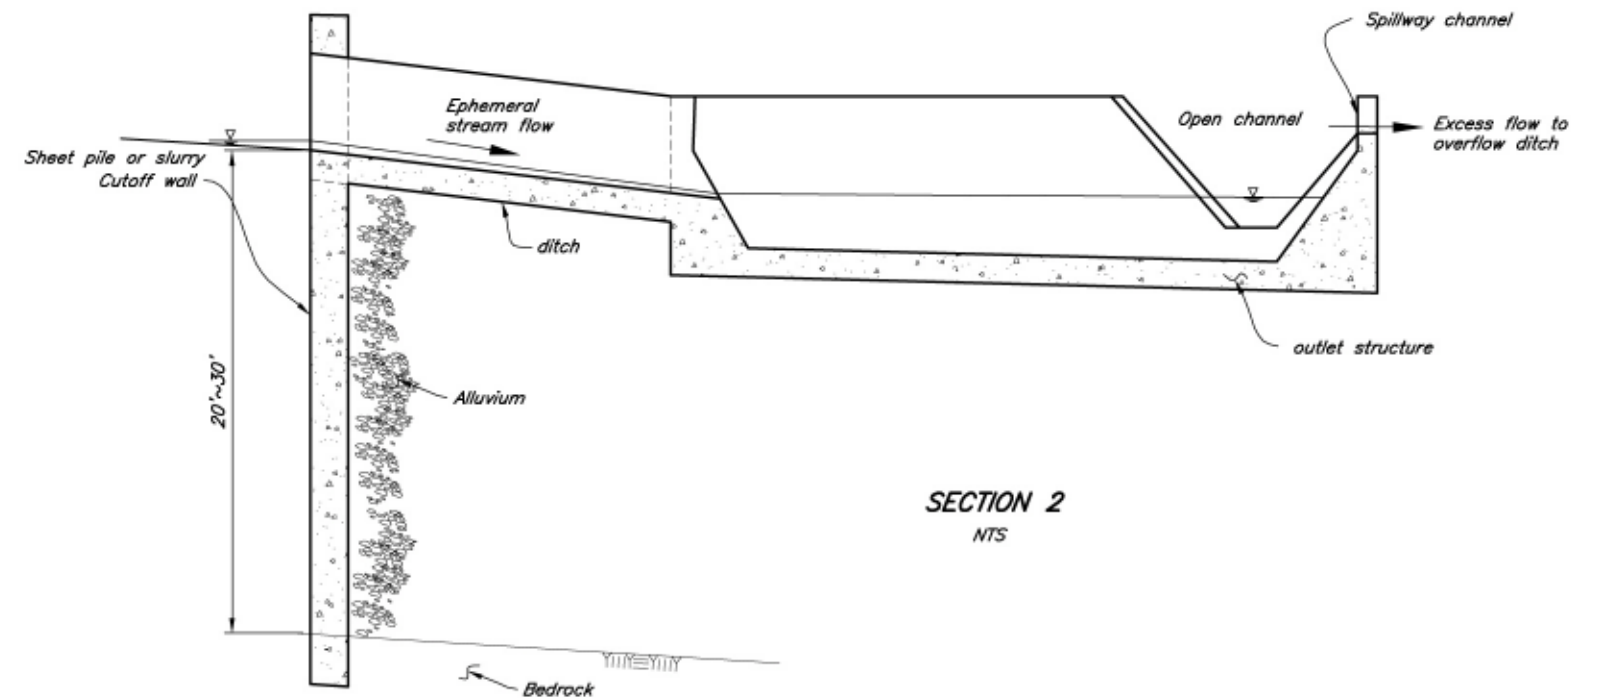 Spillway channel
Ephemeral
stream flow
Open channel
Excess flow to
overflow ditch
Sheet pile or slurry
Cutoff wall
ditch
outlet structure
20'~30'
Alluvium
SECTION 2
NTS
Bedrock